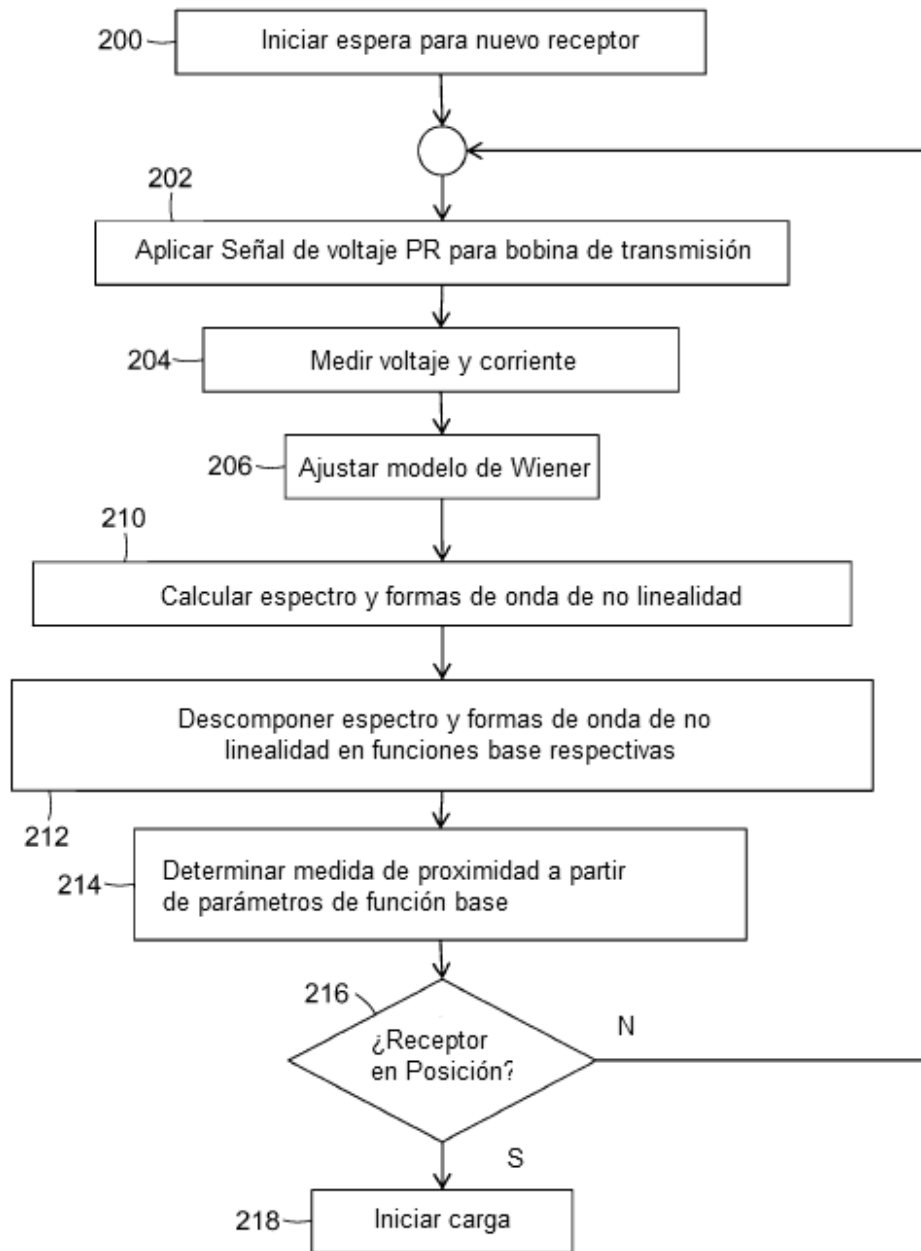 200
Iniciar espera para nuevo receptor
202
Aplicar Señal de voltaje PR para bobina de transmisión
204
Medir voltaje y corriente
206
Ajustar modelo de Wiener
210
Calcular espectro y formas de onda de no linealidad
Descomponer espectro y formas de onda de no
linealidad en funciones base respectivas
212
214
Determinar medida de proximidad a partir
de parámetros de función base
216
¿Receptor
en Posición?
N
S
218
Iniciar carga